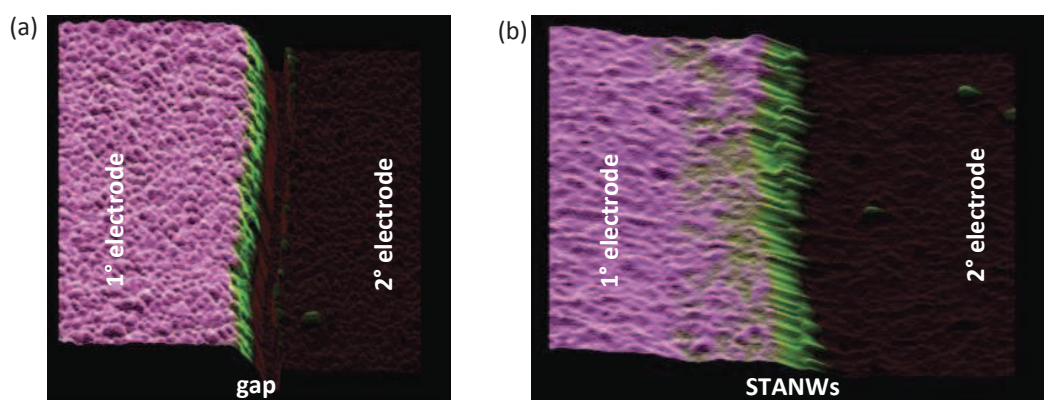 (a)
1° electrode
2° electrode
gap
(b)
1° electrode
2° electrode
STANWs